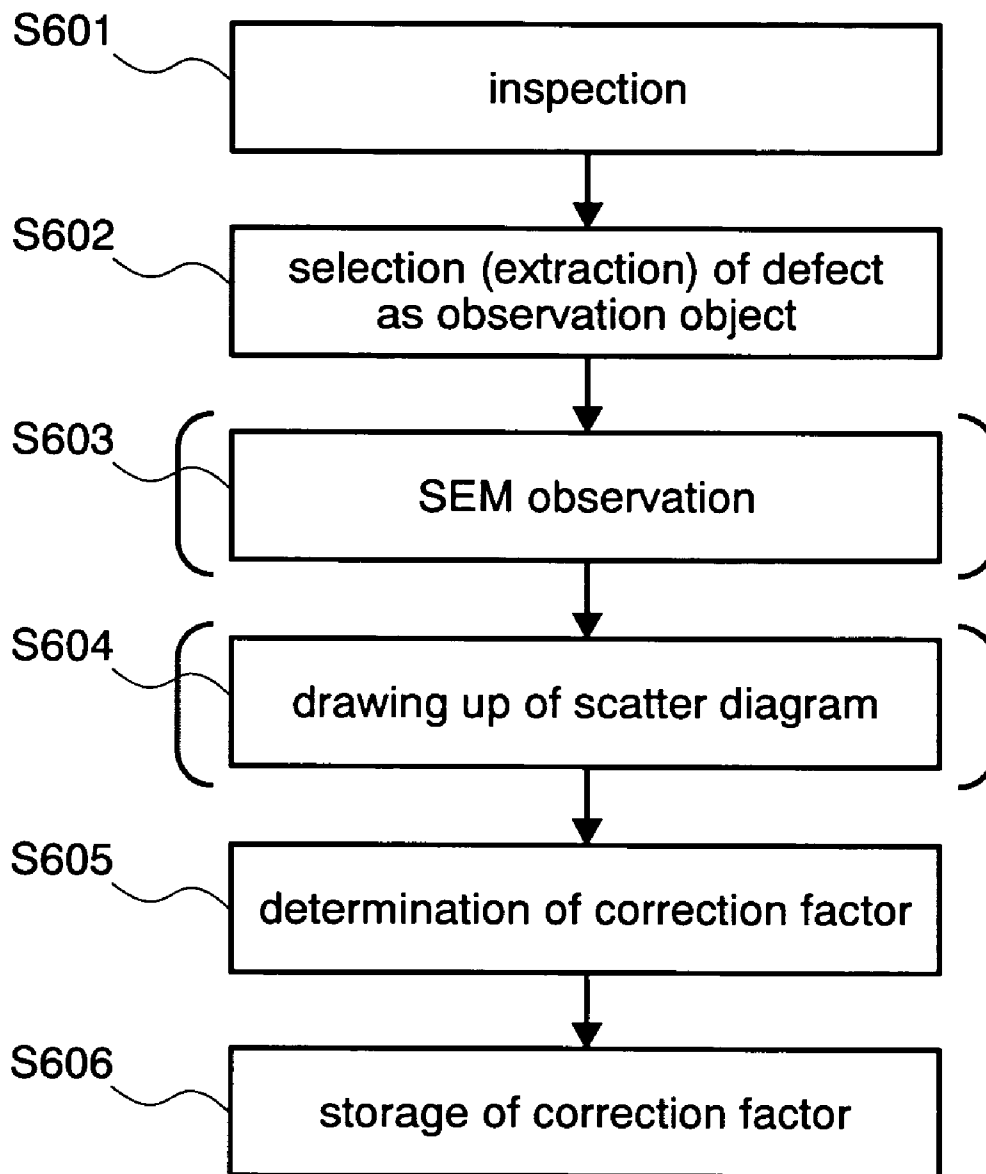 S601
inspection
S602
selection (extraction) of defect
as observation object
S603
SEM observation
S604
drawing up of scatter diagram
S605
determination of correction factor
S606
storage of correction factor